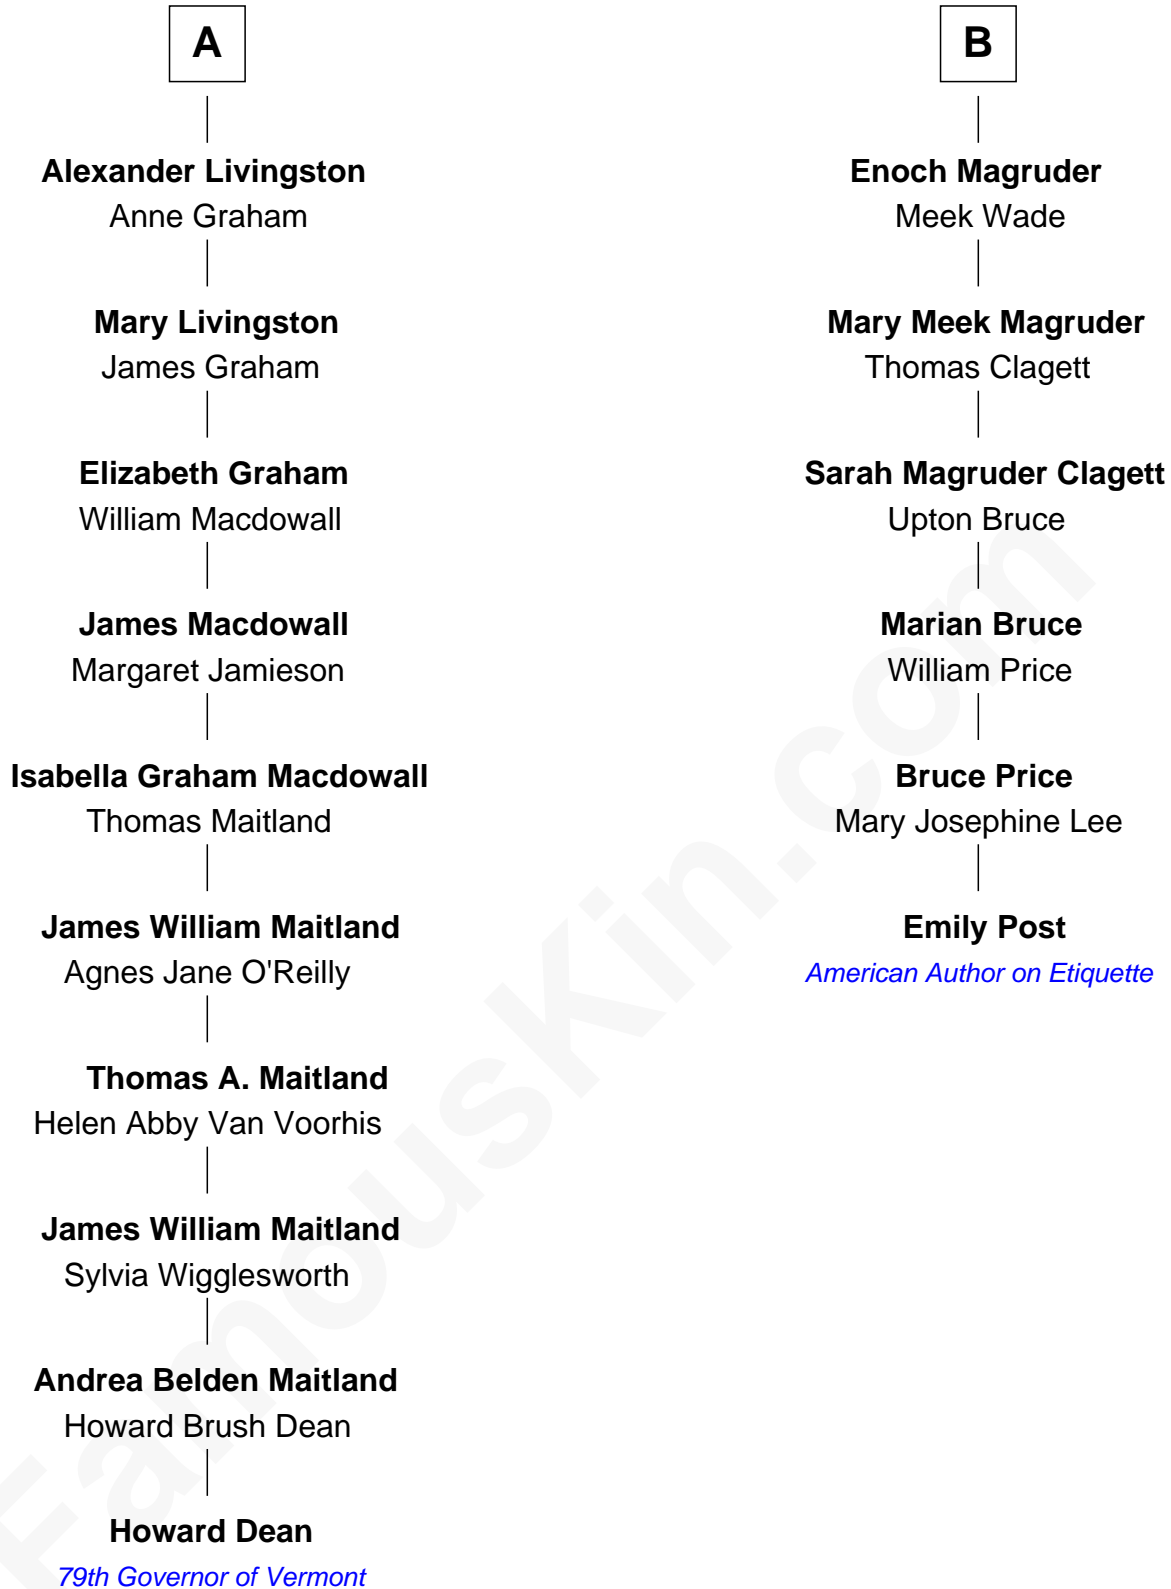 A
Alexander Livingston
Anne Graham
Mary Livingston
James Graham
Elizabeth Graham
William Macdowall
James Macdowall
Margaret Jamieson
Isabella Graham Macdowall
Thomas Maitland
James William Maitland
Agnes Jane O'Reilly
Thomas A. Maitland
Helen Abby Van Voorhis
James William Maitland
Sylvia Wigglesworth
Andrea Belden Maitland
Howard Brush Dean
Howard Dean
79th Governor of Vermont
B
Enoch Magruder
Meek Wade
Mary Meek Magruder
Thomas Clagett
Sarah Magruder Clagett
Upton Bruce
Marian Bruce
William Price
Bruce Price
Mary Josephine Lee
Emily Post
American Author on Etiquette
FamousKin.com